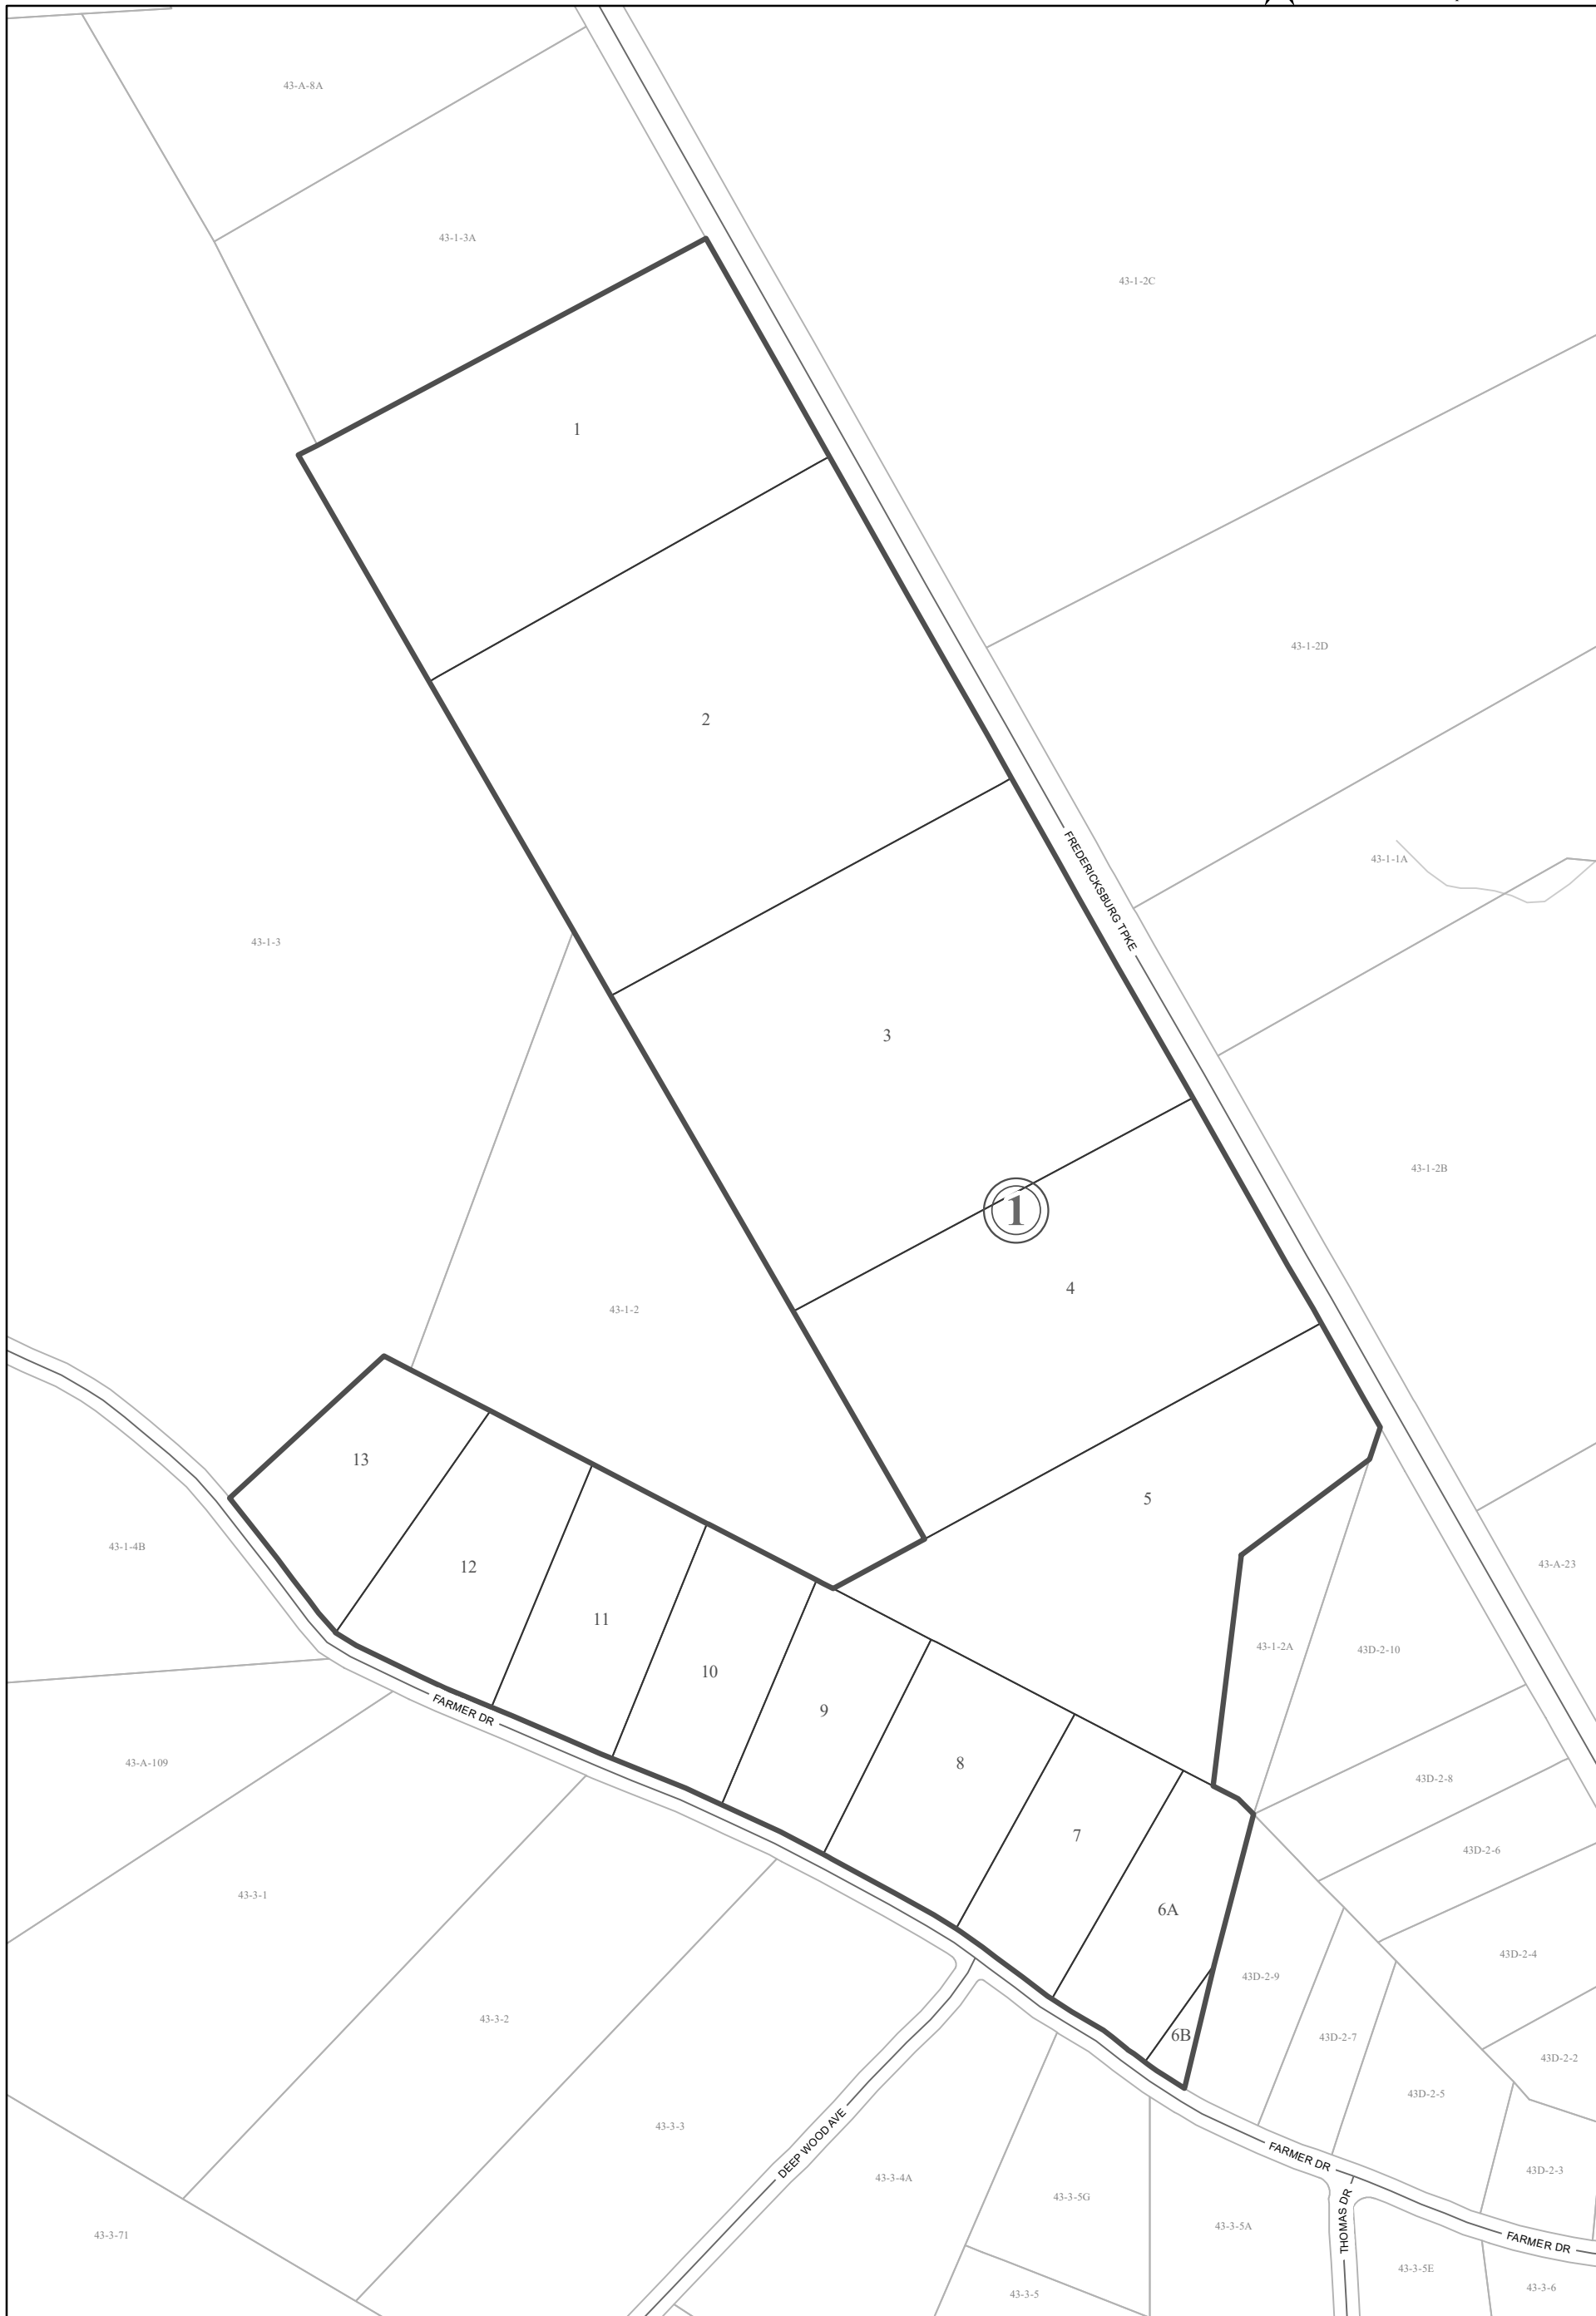 43-A-8A
43-1-3A
43-1-2C
1
43-1-2D
2
FREDERICKSBURG TPKE
43-1-1A
43-1-3
3
43-1-2B
1
4
43-1-2
13
5
43-1-4B
12
43-A-23
11
43-1-2A
43D-2-10
10
9
FARMER DR
43-A-109
8
43D-2-8
7
43D-2-6
43-3-1
6A
43D-2-4
43D-2-9
43-3-2
6B
43D-2-7
43D-2-2
43D-2-5
43-3-3
DEEP WOOD AVE
FARMER DR
43D-2-3
43-3-4A
43-3-5G
THOMAS DR
43-3-71
43-3-5A
FARMER DR
43-3-5E
43-3-6
43-3-5